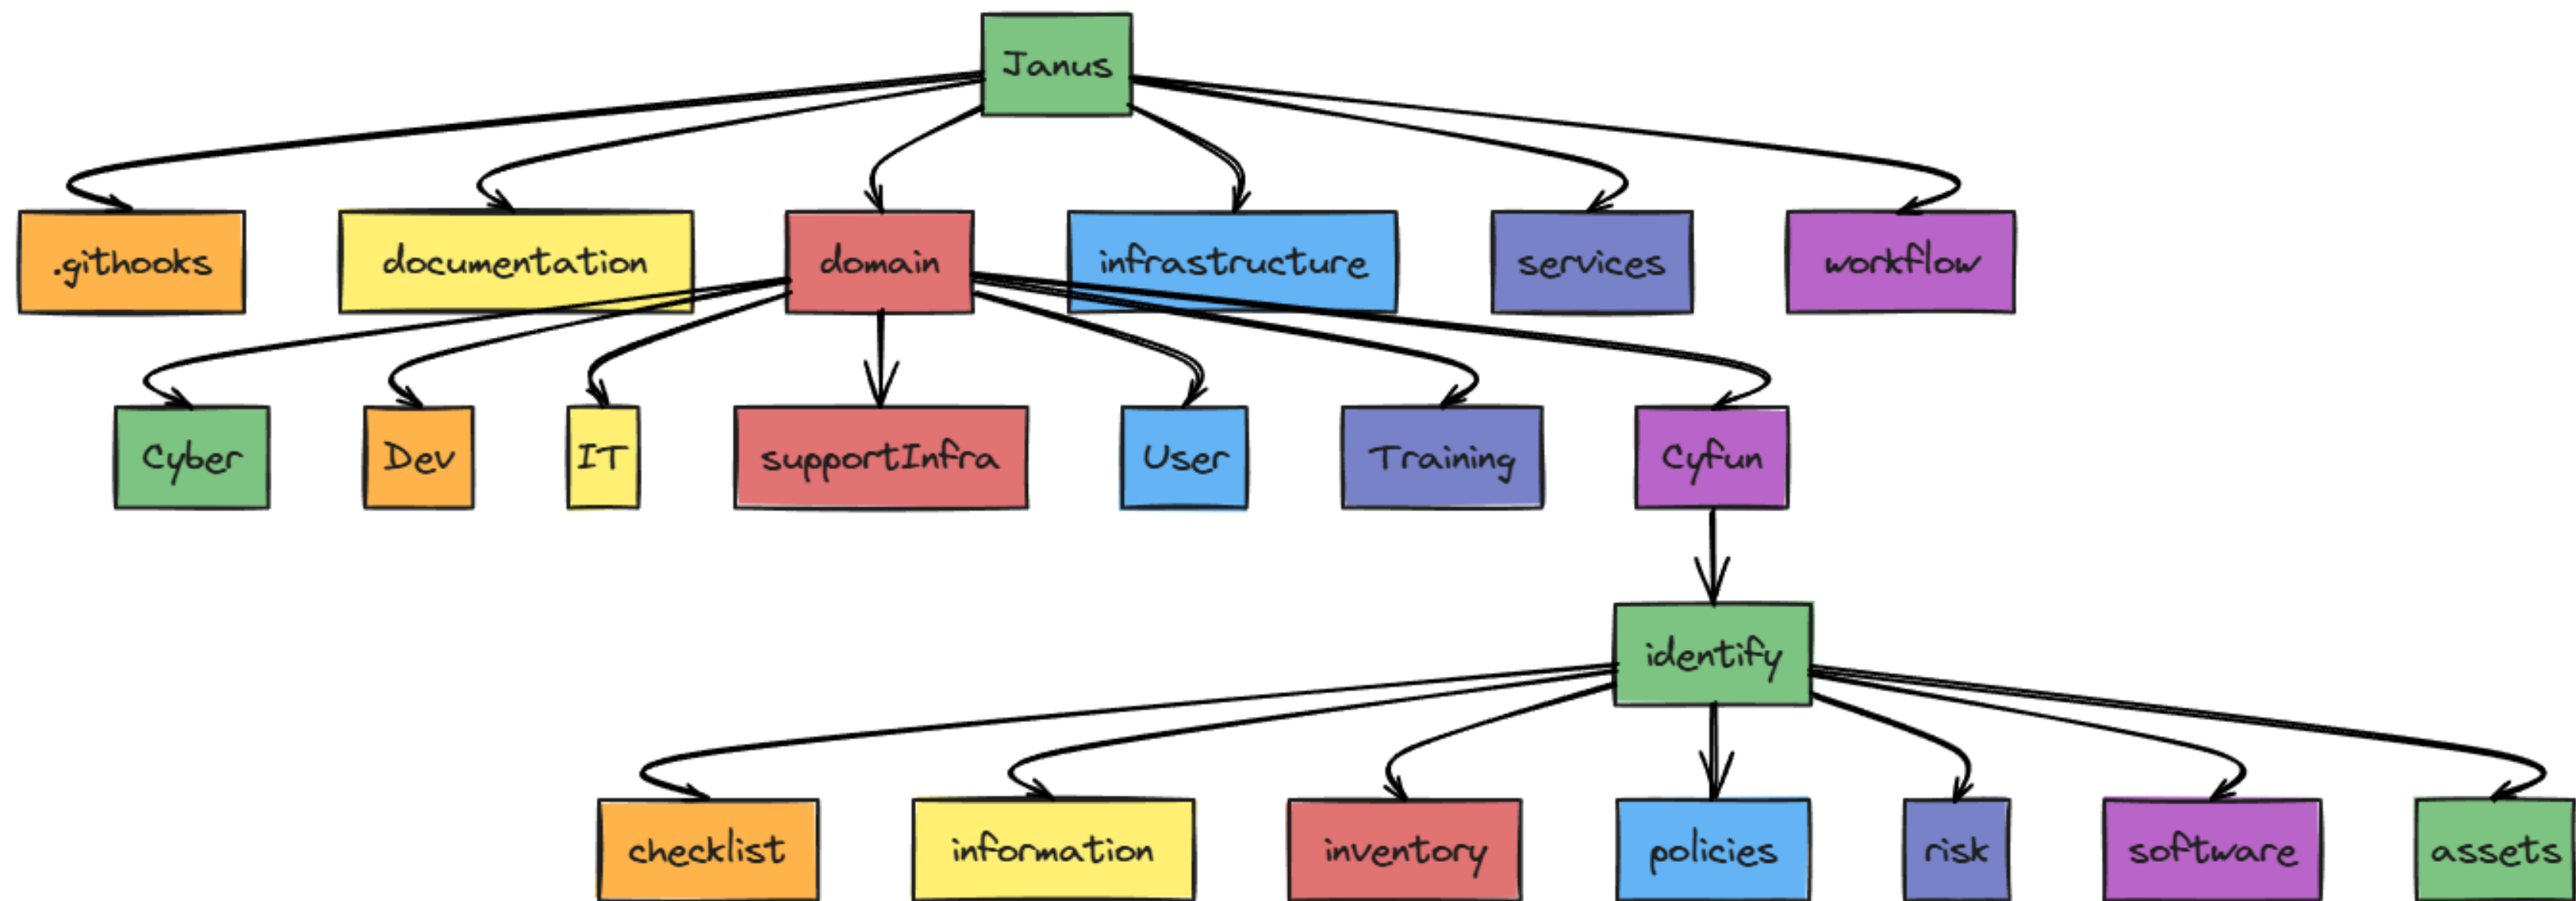 Janus
.githooks
documentation
domain
infrastructure
services
workflow
Cyber
Dev
IT
supportInfra
User
Training
Cyfun
identify
checklist
information
inventory
policies
risk
software
assets